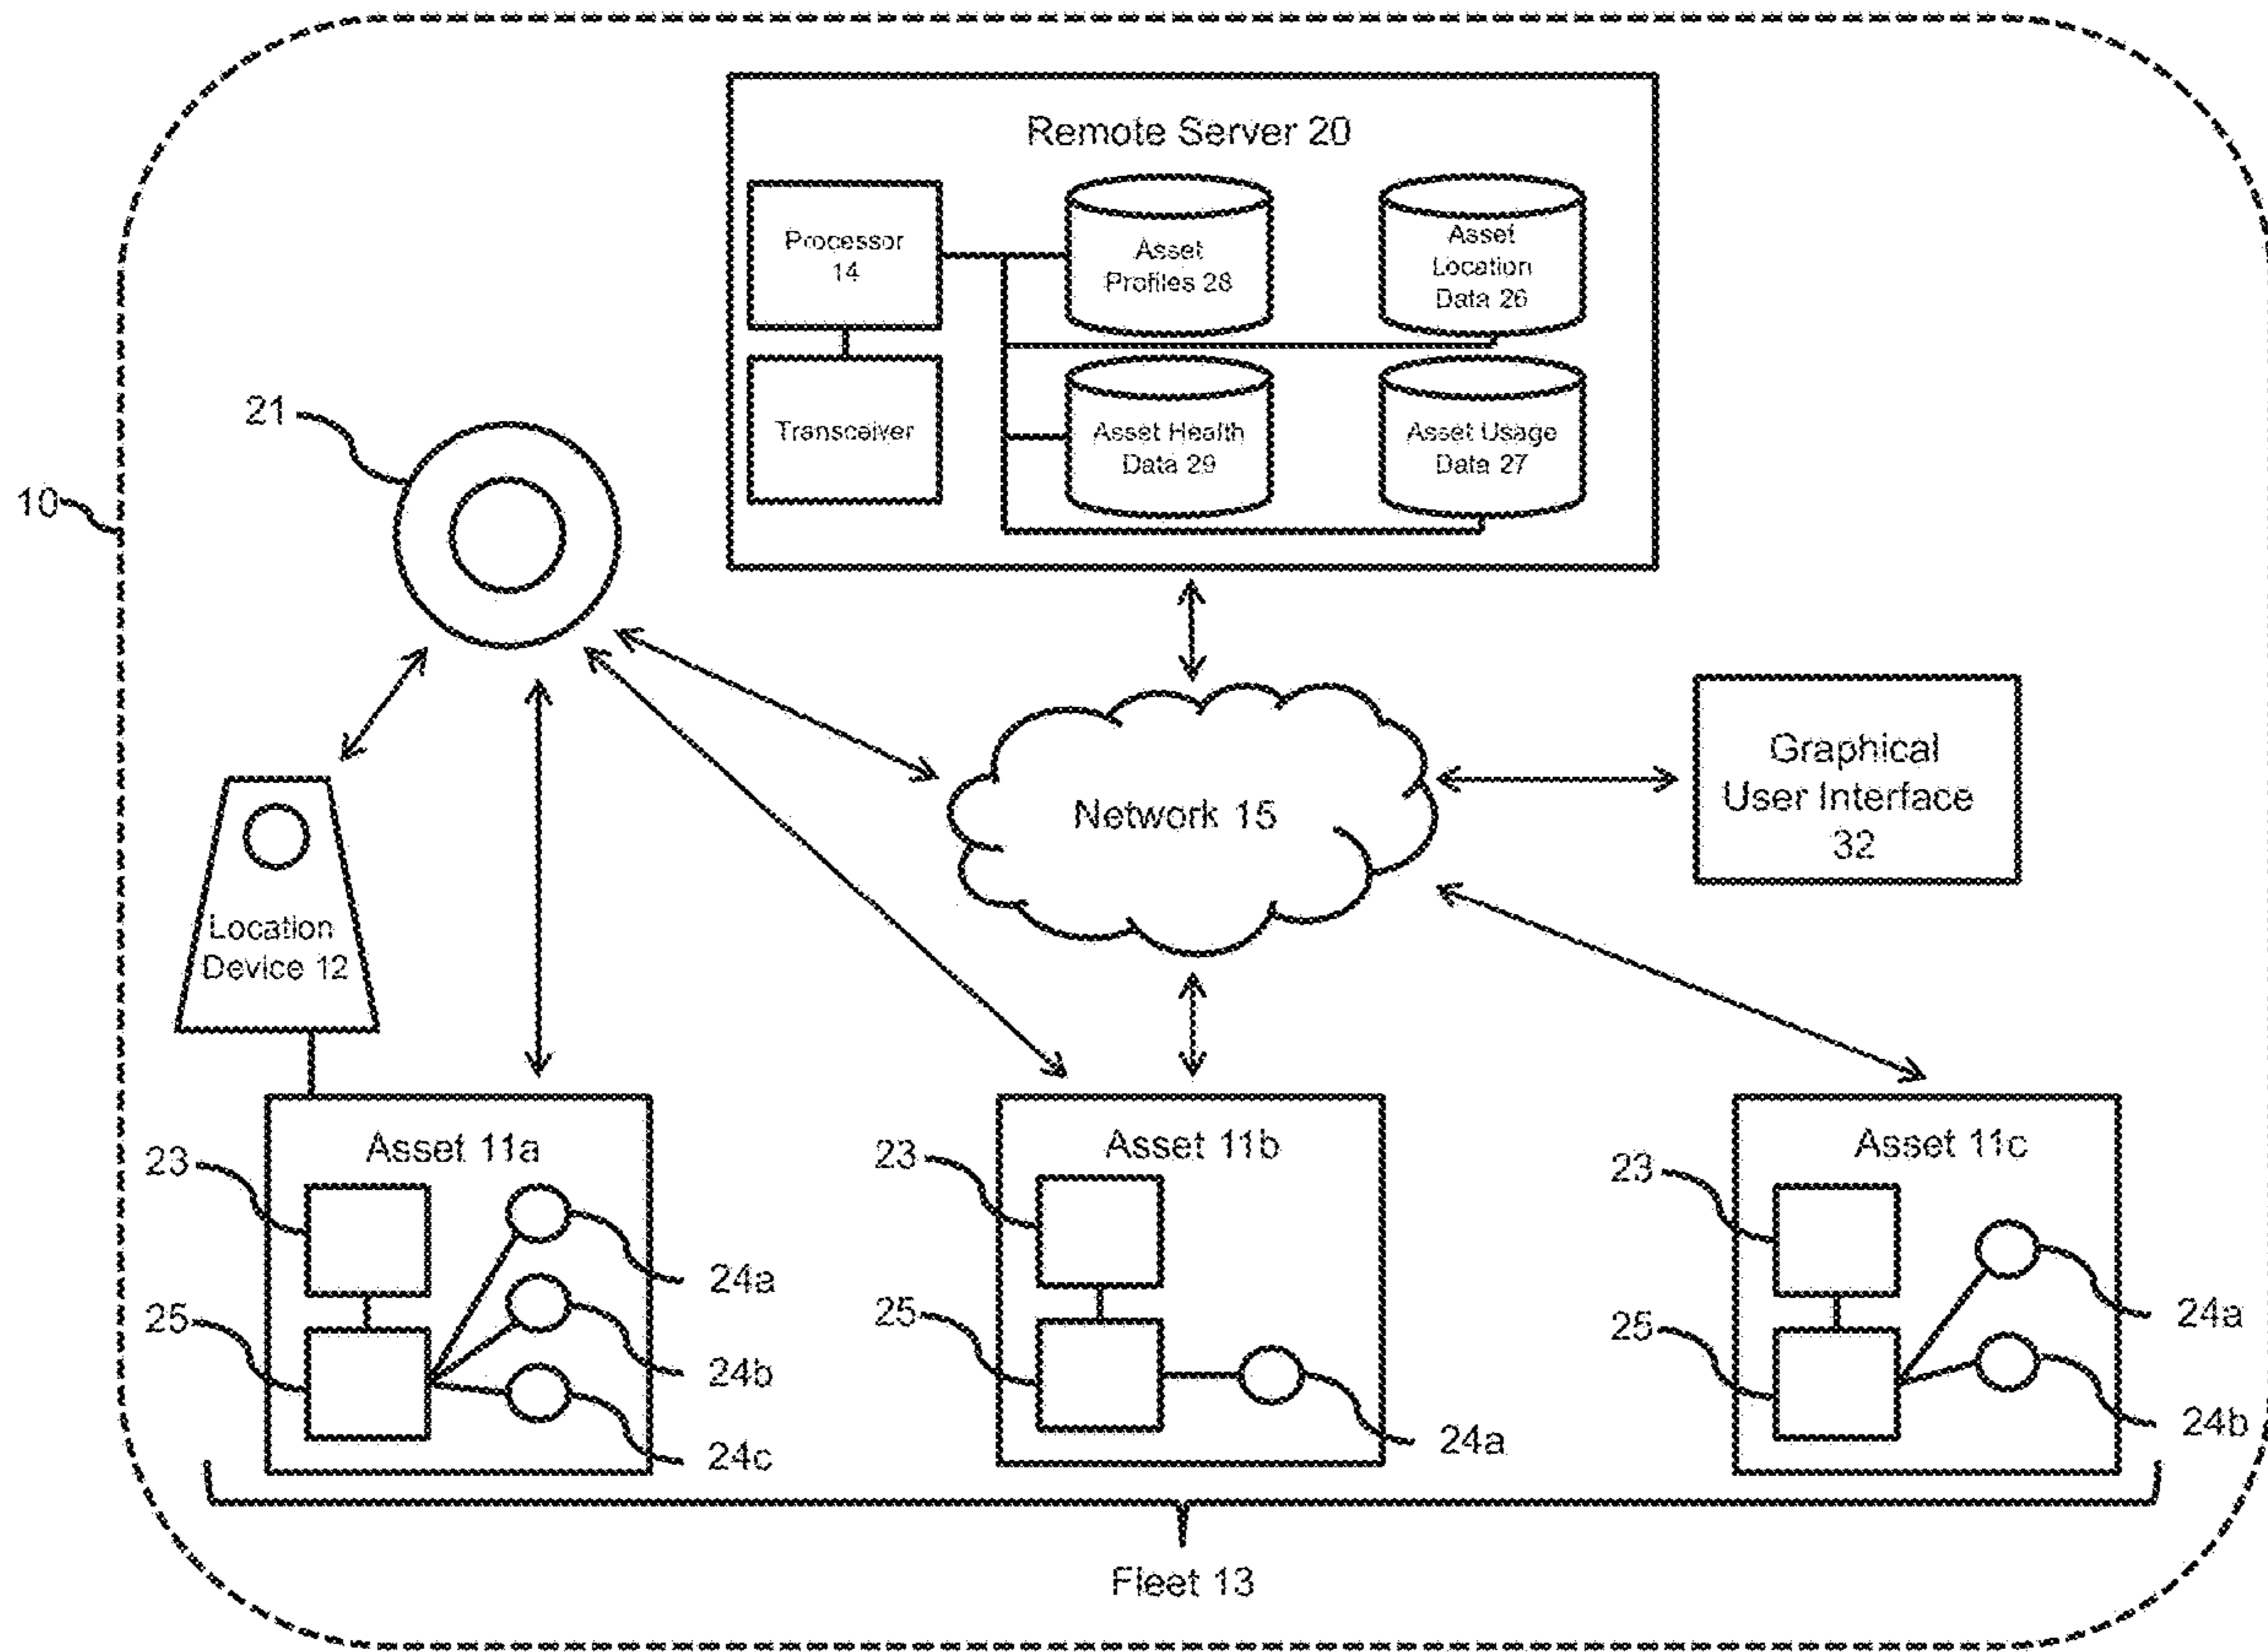 Remote Server 20
Processor
14
Asset
Profiles 28
Asset
Location
Data 26
Transceiver
Asset Health
Data 29
Asset Usage
Data 27
21
10
Network 15
Graphical
User Interface
32
Location
Device 12
Asset 11a
23
25
24a
24b
24c
Asset 11b
23
25
24a
Asset 11c
23
25
24a
24b
Fleet 13